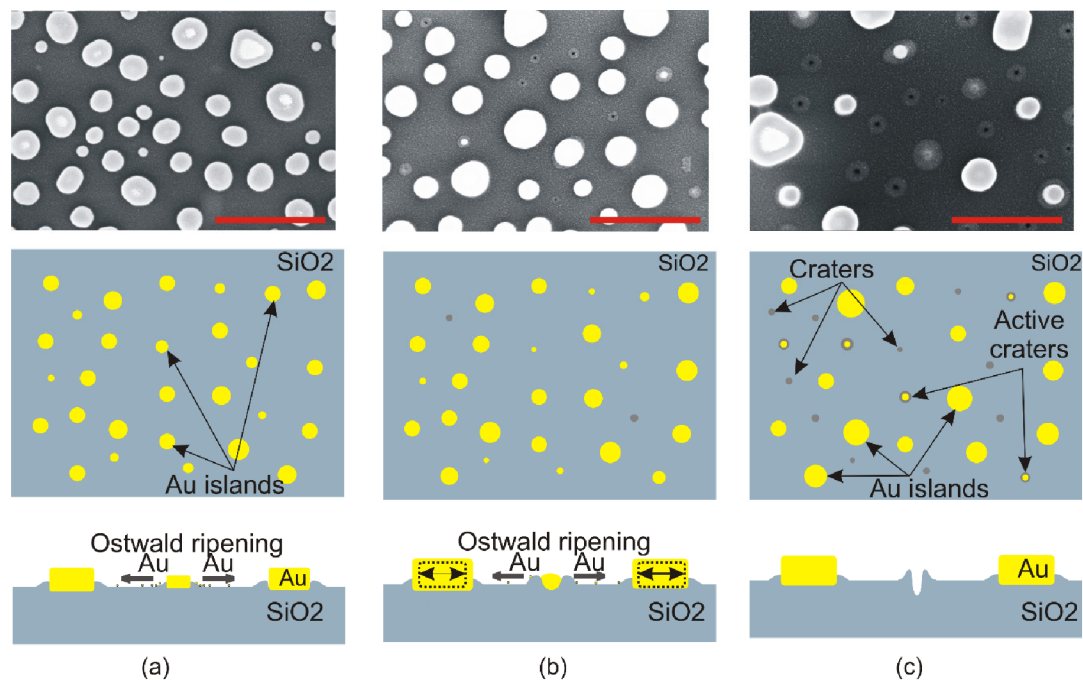 SiO2
Au islands
SiO2
SiO2
Craters
Active
craters
Au islands
Ostwald ripening
Au Au
Au
SiO2
Ostwald ripening
Au Au
SiO2
Au
SiO2
(a)
(b)
(c)